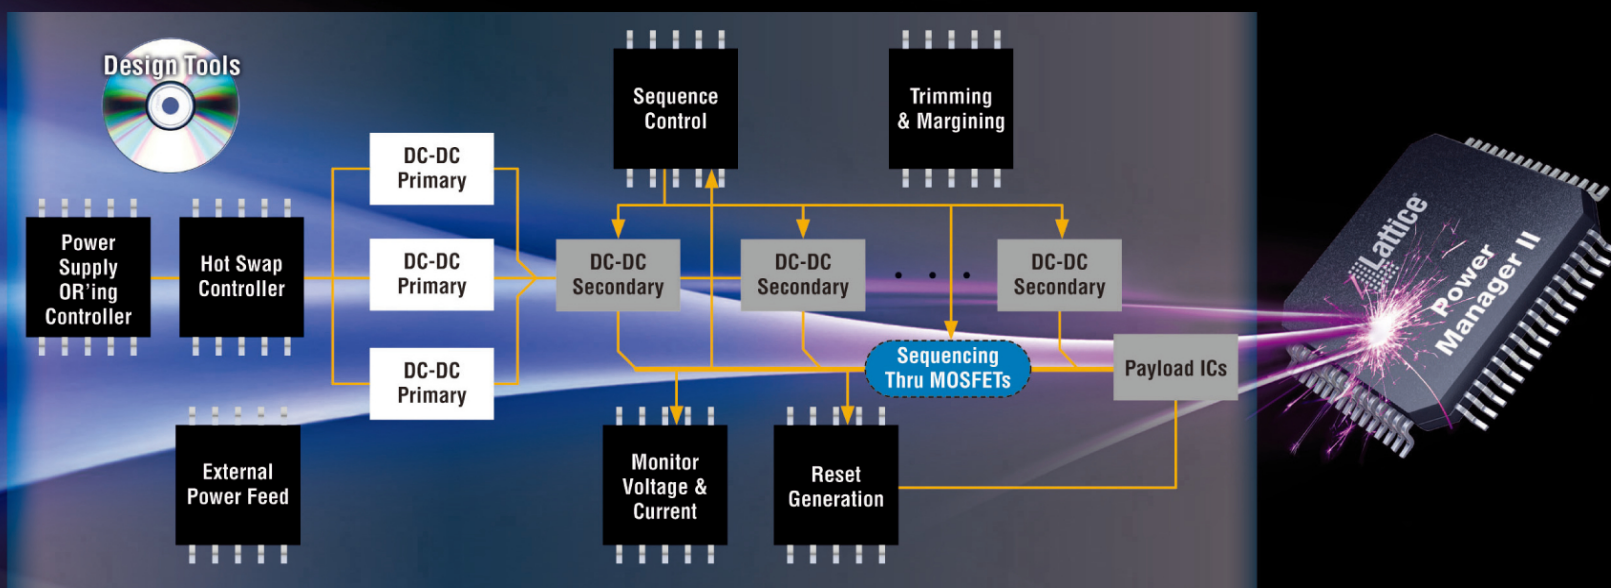 Design Tools
Sequence
Control
Trimming
& Margining
DC-DC
Primary
Power
Supply
OR'ing
Controller
Hot Swap
Controller
DC-DC
Primary
DC-DC
Secondary
DC-DC
Secondary
DC-DC
Secondary
Sequencing
Thru MOSFETs
DC-DC
Primary
Payload ICs
External
Power Feed
Monitor
Voltage &
Current
Reset
Generation
Lattice®
Power
Manager II